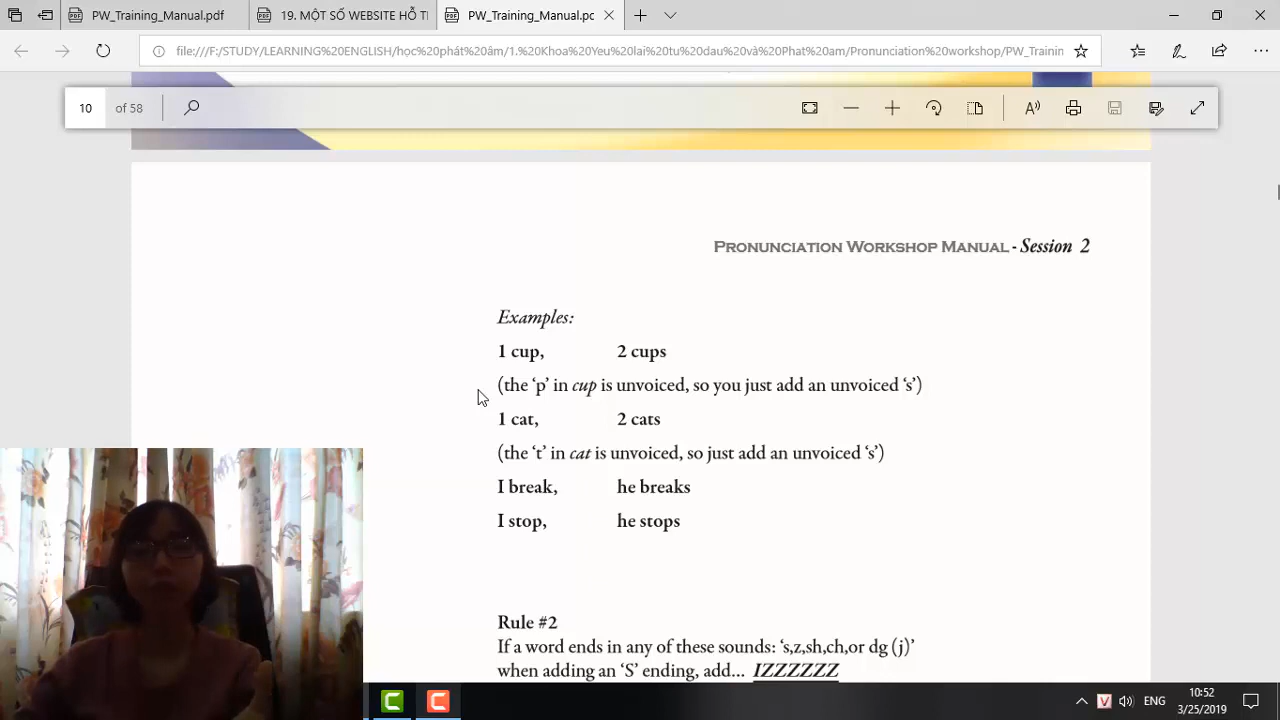 PW_Training_Manual.pdf
19. MỘT SỐ WEBSITE HỖ T
PW_Training_Manual.pd
file:///F:/STUDY/LEARNING%20ENGLISH/học%20phát%20âm/1.%20Khoa%20Yeu%20lai%20tu%20dau%20và%20Phat%20am/Pronunciation%20workshop/PW_Trainin
10 of 58
PRONUNCIATION WORKSHOP MANUAL - Session 2
Examples:
1 cup, 2 cups
(the ‘p’ in cup is unvoiced, so you just add an unvoiced ‘s’)
1 cat, 2 cats
(the ‘t’ in cat is unvoiced, so just add an unvoiced ‘s’)
I break, he breaks
I stop, he stops
Rule #2
If a word ends in any of these sounds: ‘s,z,sh,ch,or dg (j)’
when adding an ‘S’ ending, add... IZZZZZZ
ENG
10:52
3/25/2019